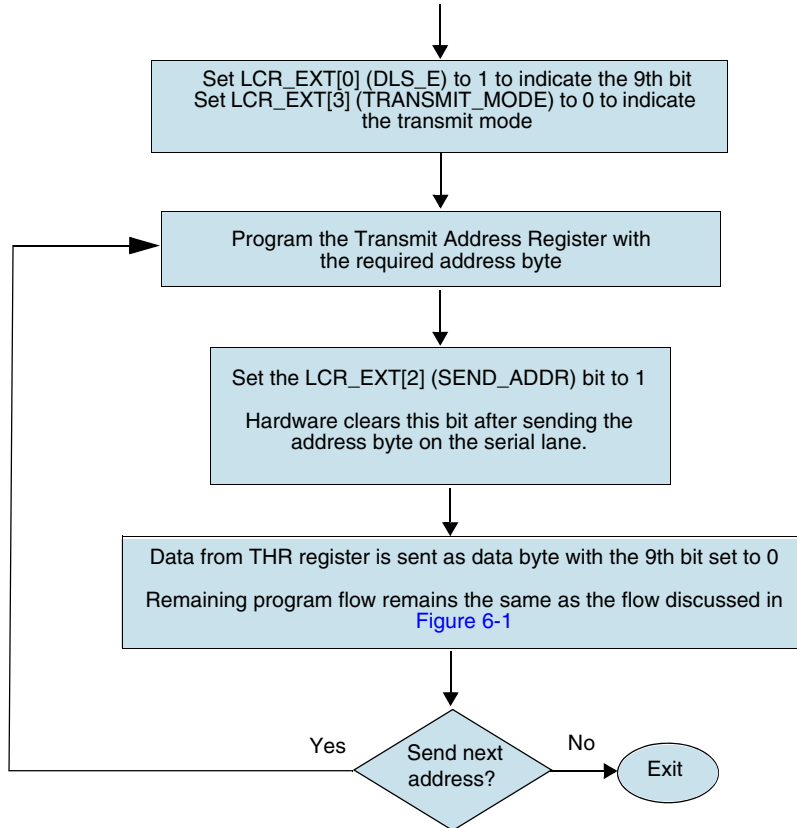 Set LCR_EXT[0] (DLS_E) to 1 to indicate the 9th bit
Set LCR_EXT[3] (TRANSMIT_MODE) to 0 to indicate
the transmit mode
Program the Transmit Address Register with
the required address byte
Set the LCR_EXT[2] (SEND_ADDR) bit to 1
Hardware clears this bit after sending the
address byte on the serial lane.
Data from THR register is sent as data byte with the 9th bit set to 0
Remaining program flow remains the same as the flow discussed in
Figure 6-1
Yes
Send next
address?
No
Exit